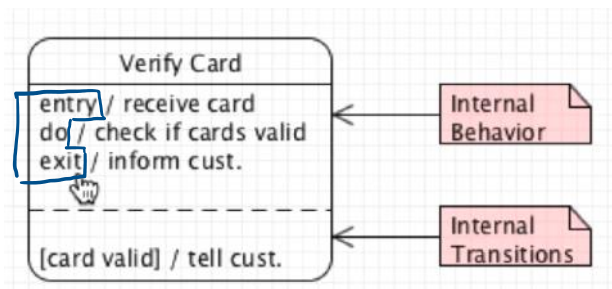 Verify Card
entry / receive card
do / check if cards valid
exit / inform cust.
[card valid] / tell cust.
Internal
Behavior
Internal
Transitions